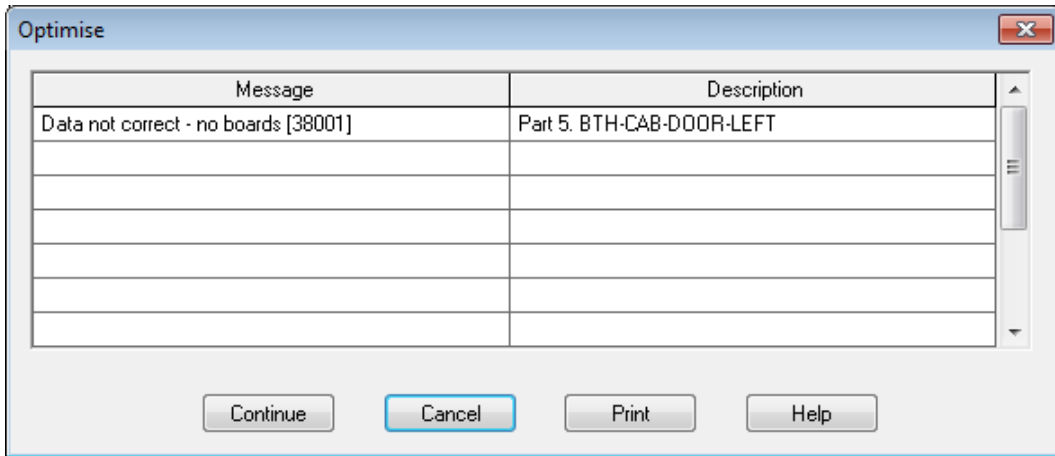 Optimise
Message Description
Data not correct - no boards [38001] Part 5. BTH-CAB-DOOR-LEFT
Continue Cancel Print Help